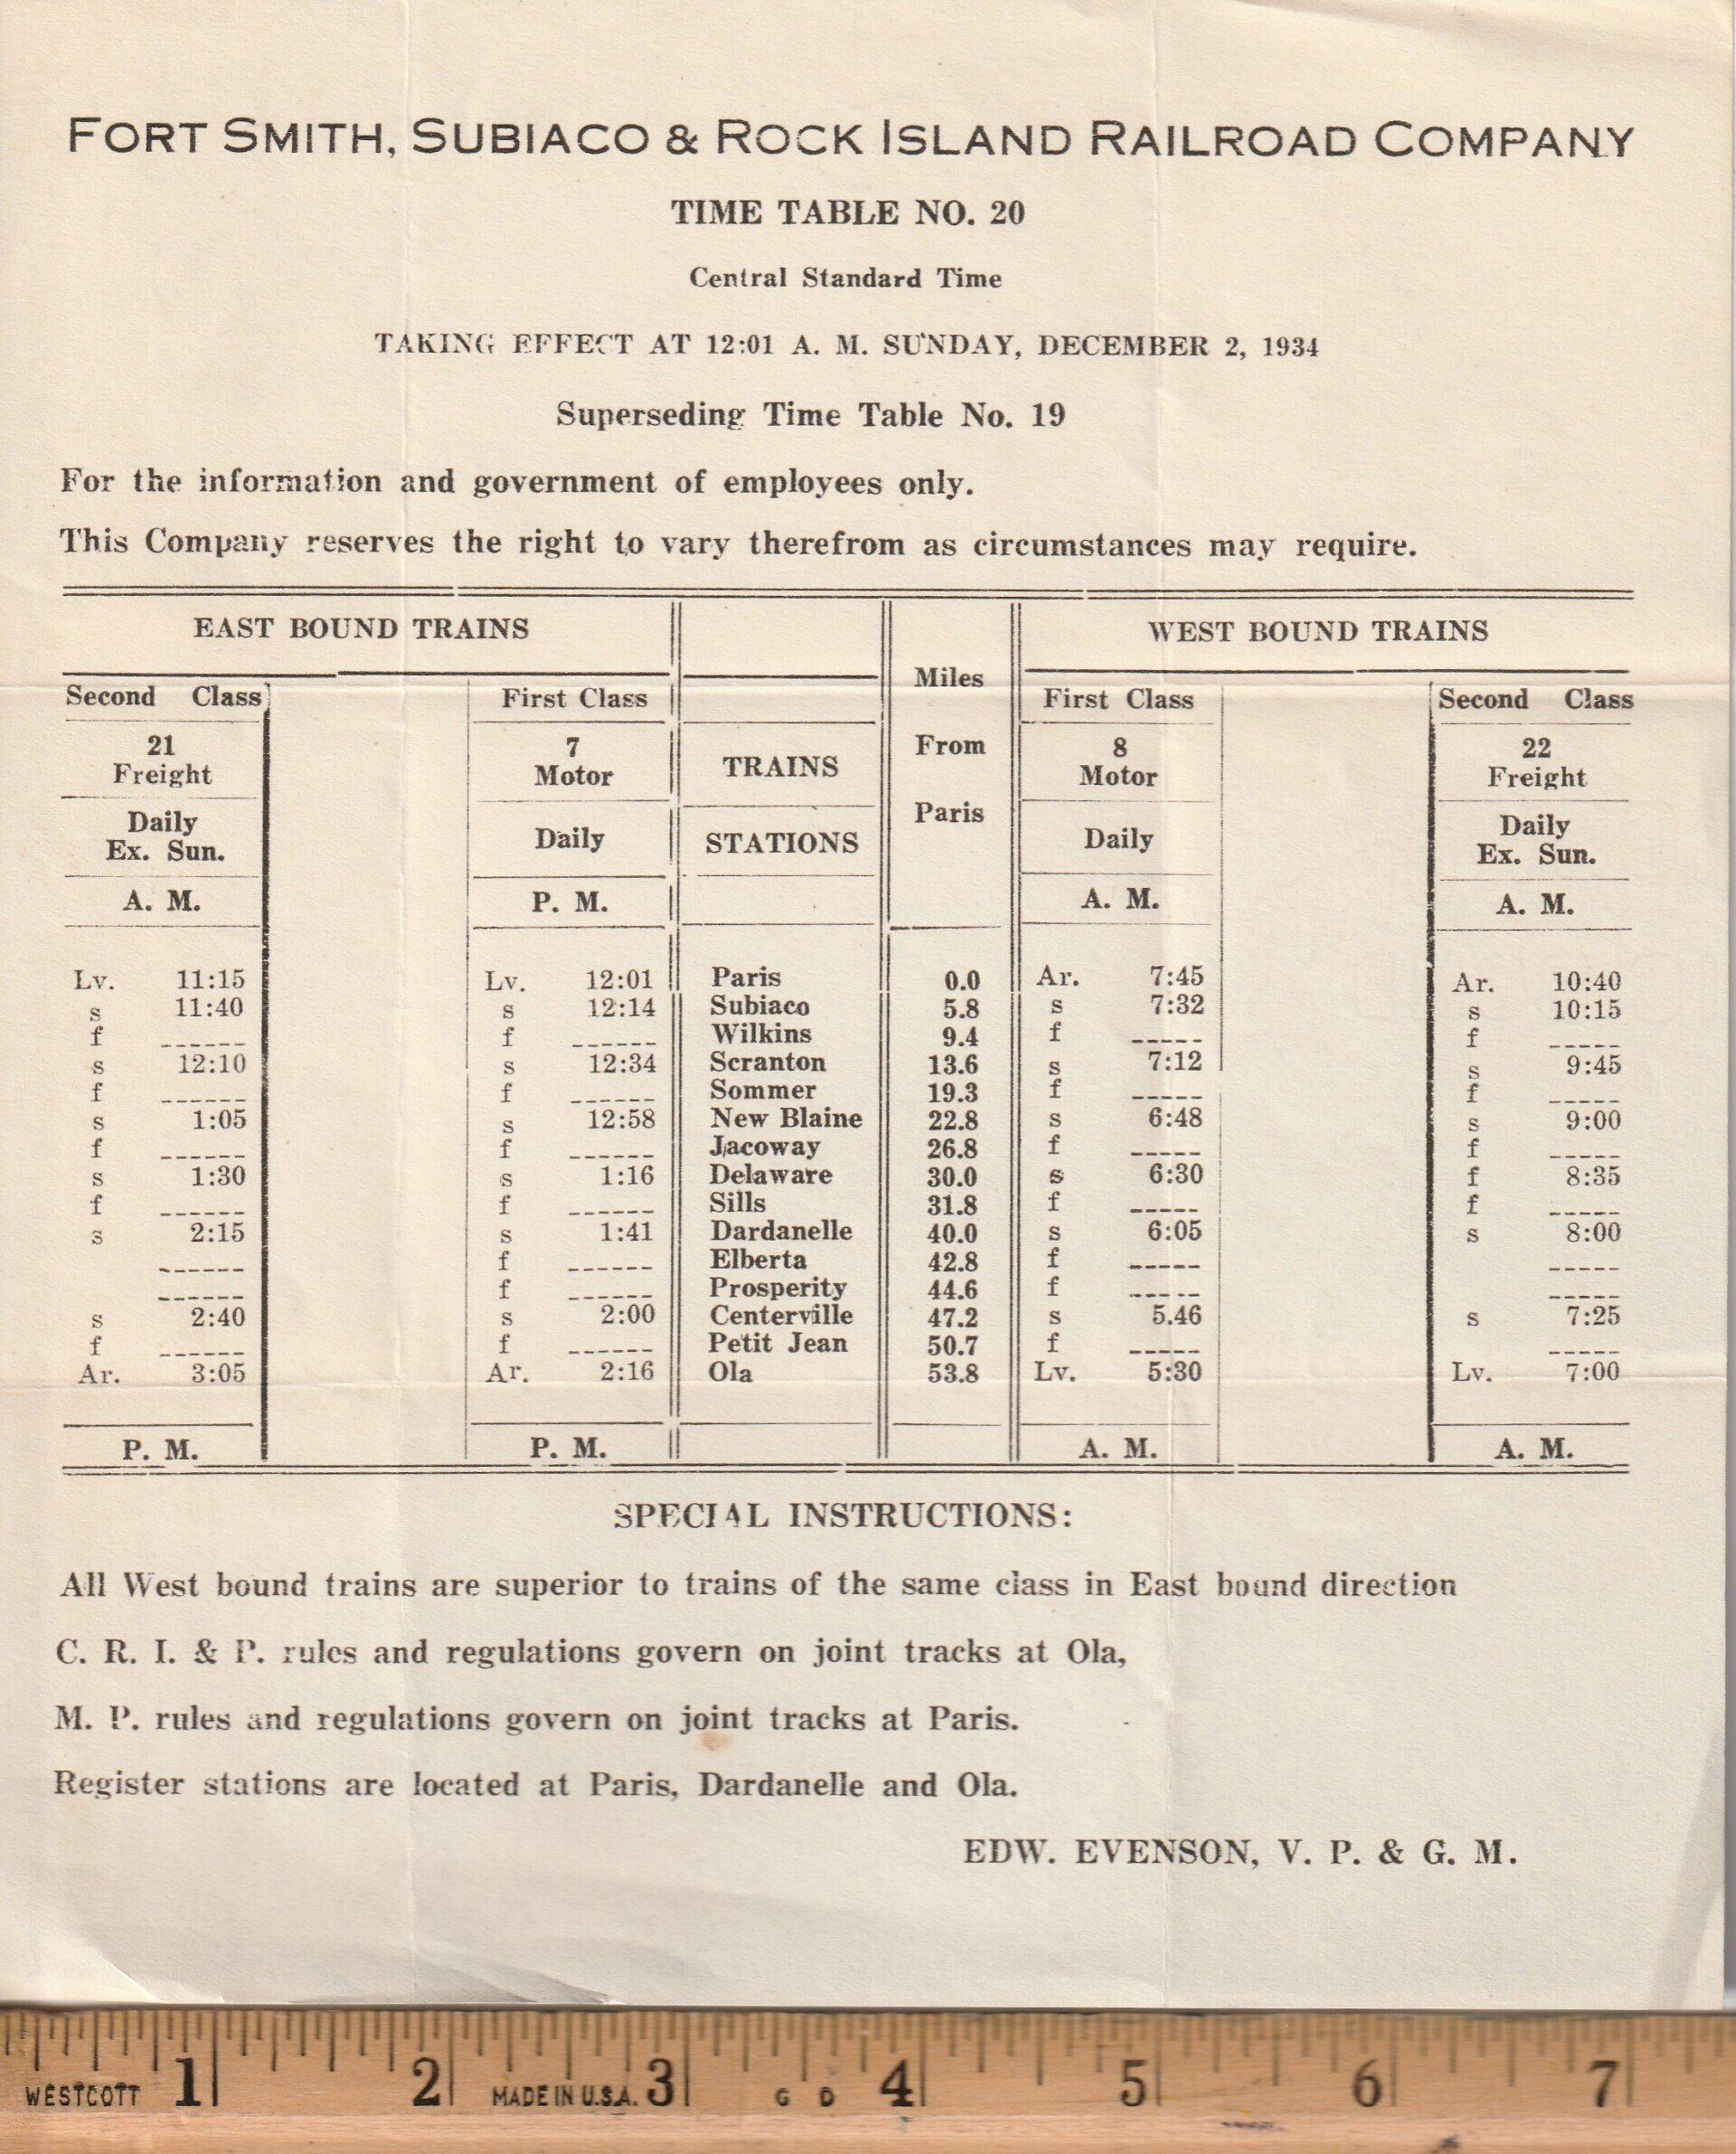 FORT SMITH, SUBIACO & ROCK ISLAND RAILROAD COMPANY
TIME TABLE NO. 20
Central Standard Time
TAKING EFFECT AT 12:01 A. M. SUNDAY, DECEMBER 2, 1934
Superseding Time Table No. 19
For the information and government of employees only.
This Company reserves the right to vary therefrom as circumstances may require.
EAST BOUND TRAINS WEST BOUND TRAINS
Miles
Second Class First Class First Class Second Class
21 7 From 8 22
Freight Motor TRAINS Motor Freight
Daily Daily STATIONS Paris Daily Daily
Ex. Sun. Ex. Sun.
A. M. P. M. A. M. A. M.
Lv. 11:15 Lv. 12:01 Paris 0.0 Ar. 7:45 Ar. 10:40
s 11:40 s 12:14 Subiaco 5.8 s 7:32 s 10:15
f ------ f ------ Wilkins 9.4 f ----- f -----
s 12:10 s 12:34 Scranton 13.6 s 7:12 s 9:45
f ------ f ------ Sommer 19.3 f ----- f -----
s 1:05 s 12:58 New Blaine 22.8 s 6:48 s 9:00
f ------ f ------ Jacoway 26.8 f ----- f -----
s 1:30 s 1:16 Delaware 30.0 s 6:30 f 8:35
f ------ f ------ Sills 31.8 f ----- f -----
s 2:15 s 1:41 Dardanelle 40.0 s 6:05 s 8:00
------ f ------ Elberta 42.8 f ----- -----
------ f ------ Prosperity 44.6 f ----- -----
s 2:40 s 2:00 Centerville 47.2 s 5.46 s 7:25
f ------ f ------ Petit Jean 50.7 f ----- -----
Ar. 3:05 Ar. 2:16 Ola 53.8 Lv. 5:30 Lv. 7:00
P. M. P. M. A. M. A. M.
SPECIAL INSTRUCTIONS:
All West bound trains are superior to trains of the same class in East bound direction
C. R. I. & P. rules and regulations govern on joint tracks at Ola,
M. P. rules and regulations govern on joint tracks at Paris.
Register stations are located at Paris, Dardanelle and Ola.
EDW. EVENSON, V. P. & G. M.
1 2 3 4 5 6 7
WESTCOTT MADE IN U.S.A. G D